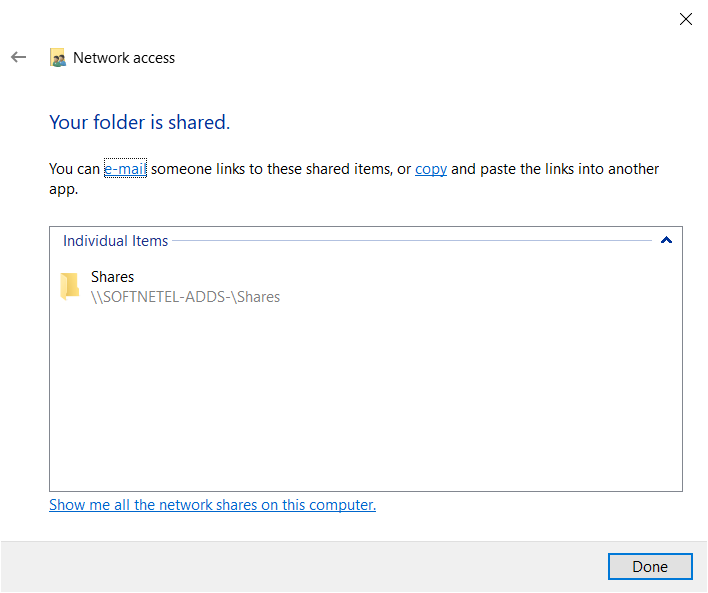 Network access
Your folder is shared.
You can e-mail someone links to these shared items, or copy and paste the links into another
app.
Individual Items
Shares
\\SOFTNETEL-ADDS-\Shares
Show me all the network shares on this computer.
Done